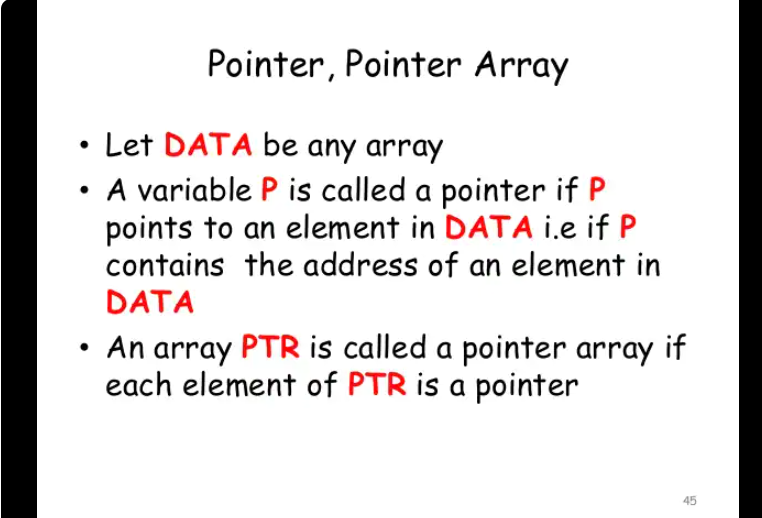 Pointer, Pointer Array
• Let DATA be any array
• A variable P is called a pointer if P
points to an element in DATA i.e if P
contains the address of an element in
DATA
• An array PTR is called a pointer array if
each element of PTR is a pointer
45